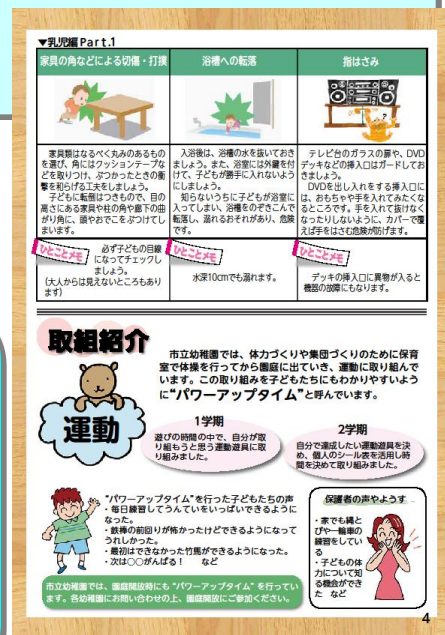 ▼乳児編Part.1
家具の角などによる切傷・打撲
浴槽への転落
指はさみ
家具類はなるべく丸みのあるもの
を選び、角にはクッションテープな
どを取りつけ、ぶつかったときの衝
撃を和らげる工夫をしましょう。
子どもに転倒はつきもので、目の
高さにある家具や柱の角や廊下の曲
がり角に、頭やおでこをぶつけてし
まいます。
入浴後は、浴槽の水を抜いておき
ましょう。また、浴室には外鍵を付
けて、子どもが勝手に入れないよう
にしましょう。
知らないうちに子どもが浴室に
入ってしまい、浴槽をのぞきこんで
転落し、溺れるおそれがあり、危険
です。
テレビ台のガラスの扉や、DVD
デッキなどの挿入口はガードしてお
きましょう。
DVDを出し入れをする挿入口に
は、おもちゃや手を入れてみたくな
るところです。手を入れて抜けなく
なったりしないように、カバーで覆
えば手をはさむ危険が防げます。
ひとことメモ
必ず子どもの目線
になってチェックし
ましょう。
(大人からは見えないところもあり
ます)
ひとことメモ
水深10cmでも溺れます。
ひとことメモ
デッキの挿入口に異物が入ると
機器の故障にもなります。
取組紹介
運動
市立幼稚園では、体力づくりや集団づくりのために保育
室で体操を行ってから園庭に出ていき、運動に取り組んで
います。この取り組みを子どもたちにもわかりやすいよう
に“パワーアップタイム”と呼んでいます。
1学期
遊びの時間の中で、自分が取
り組もうと思う運動遊具に取
り組みました。
2学期
自分で達成したい運動遊具を決
め、個人のシール表を活用し時
間を決めて取り組みました。
“パワーアップタイム”を行った子どもたちの声
・毎日練習してうんていをいっぱいできるように
なった。
・鉄棒の前回りが怖かったけどできるようになって
うれしかった。
・最初はできなかった竹馬ができるようになった。
・次は○○がんばる! など
保護者の声やようす
・家でも縄と
びや一輪車の
練習をしてい
る
・子どもの体
力について知
る機会ができ
た など
市立幼稚園では、園庭開放時にも“パワーアップタイム”を行ってい
ます。各幼稚園にお問い合わせの上、園庭開放にご参加ください。
4